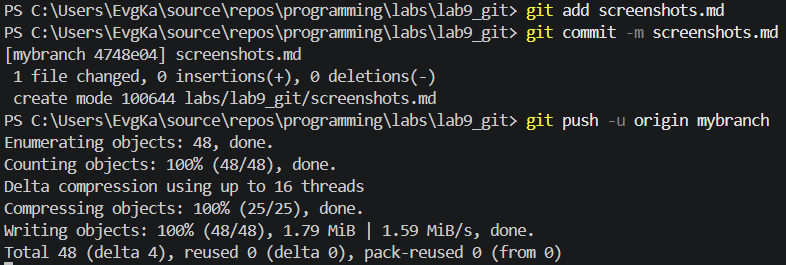 PS C:\Users\EvgKa\source\repos\programming\labs\lab9_git> git add screenshots.md
PS C:\Users\EvgKa\source\repos\programming\labs\lab9_git> git commit -m screenshots.md
[mybranch 4748e04] screenshots.md
 1 file changed, 0 insertions(+), 0 deletions(-)
 create mode 100644 labs/lab9_git/screenshots.md
PS C:\Users\EvgKa\source\repos\programming\labs\lab9_git> git push -u origin mybranch
Enumerating objects: 48, done.
Counting objects: 100% (48/48), done.
Delta compression using up to 16 threads
Compressing objects: 100% (25/25), done.
Writing objects: 100% (48/48), 1.79 MiB | 1.59 MiB/s, done.
Total 48 (delta 4), reused 0 (delta 0), pack-reused 0 (from 0)